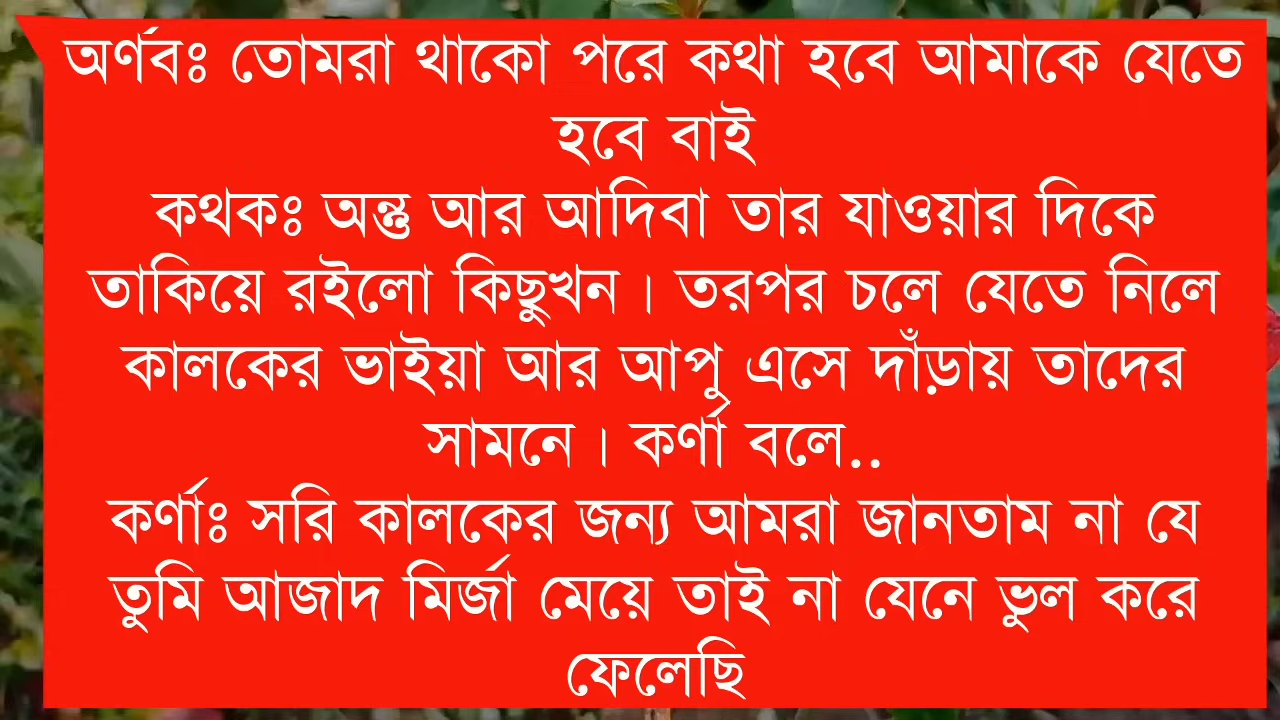 অর্ণবঃ তোমরা থাকো পরে কথা হবে আমাকে যেতে
হবে বাই
কথকঃ অন্তু আর আদিবা তার যাওয়ার দিকে
তাকিয়ে রইলো কিছুখন। তরপর চলে যেতে নিলে
কালকের ভাইয়া আর আপু এসে দাঁড়ায় তাদের
সামনে। কর্ণা বলে..
কর্ণাঃ সরি কালকের জন্য আমরা জানতাম না যে
তুমি আজাদ মির্জা মেয়ে তাই না যেনে ভুল করে
ফেলেছি